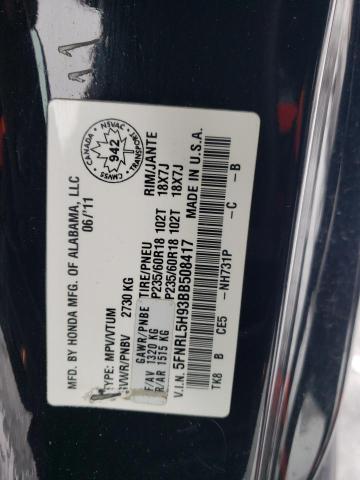 MFD. BY HONDA MFG. OF ALABAMA, LLC
06/'11
TYPE: MPV/VTUM
GVWR/PNBV 2730 KG
GAWR/PNBE TIRE/PNEU RIM/JANTE
F/AV 1320 KG P235/60R18 102T 18X7J
R/AR 1515 KG P235/60R18 102T 18X7J
V.I.N. 5FNRL5H93BB508417 MADE IN U.S.A.
TK8 B CE5 -NH731P -C -B
CANADA NSVAC
942
TRANSPORT CMVSS